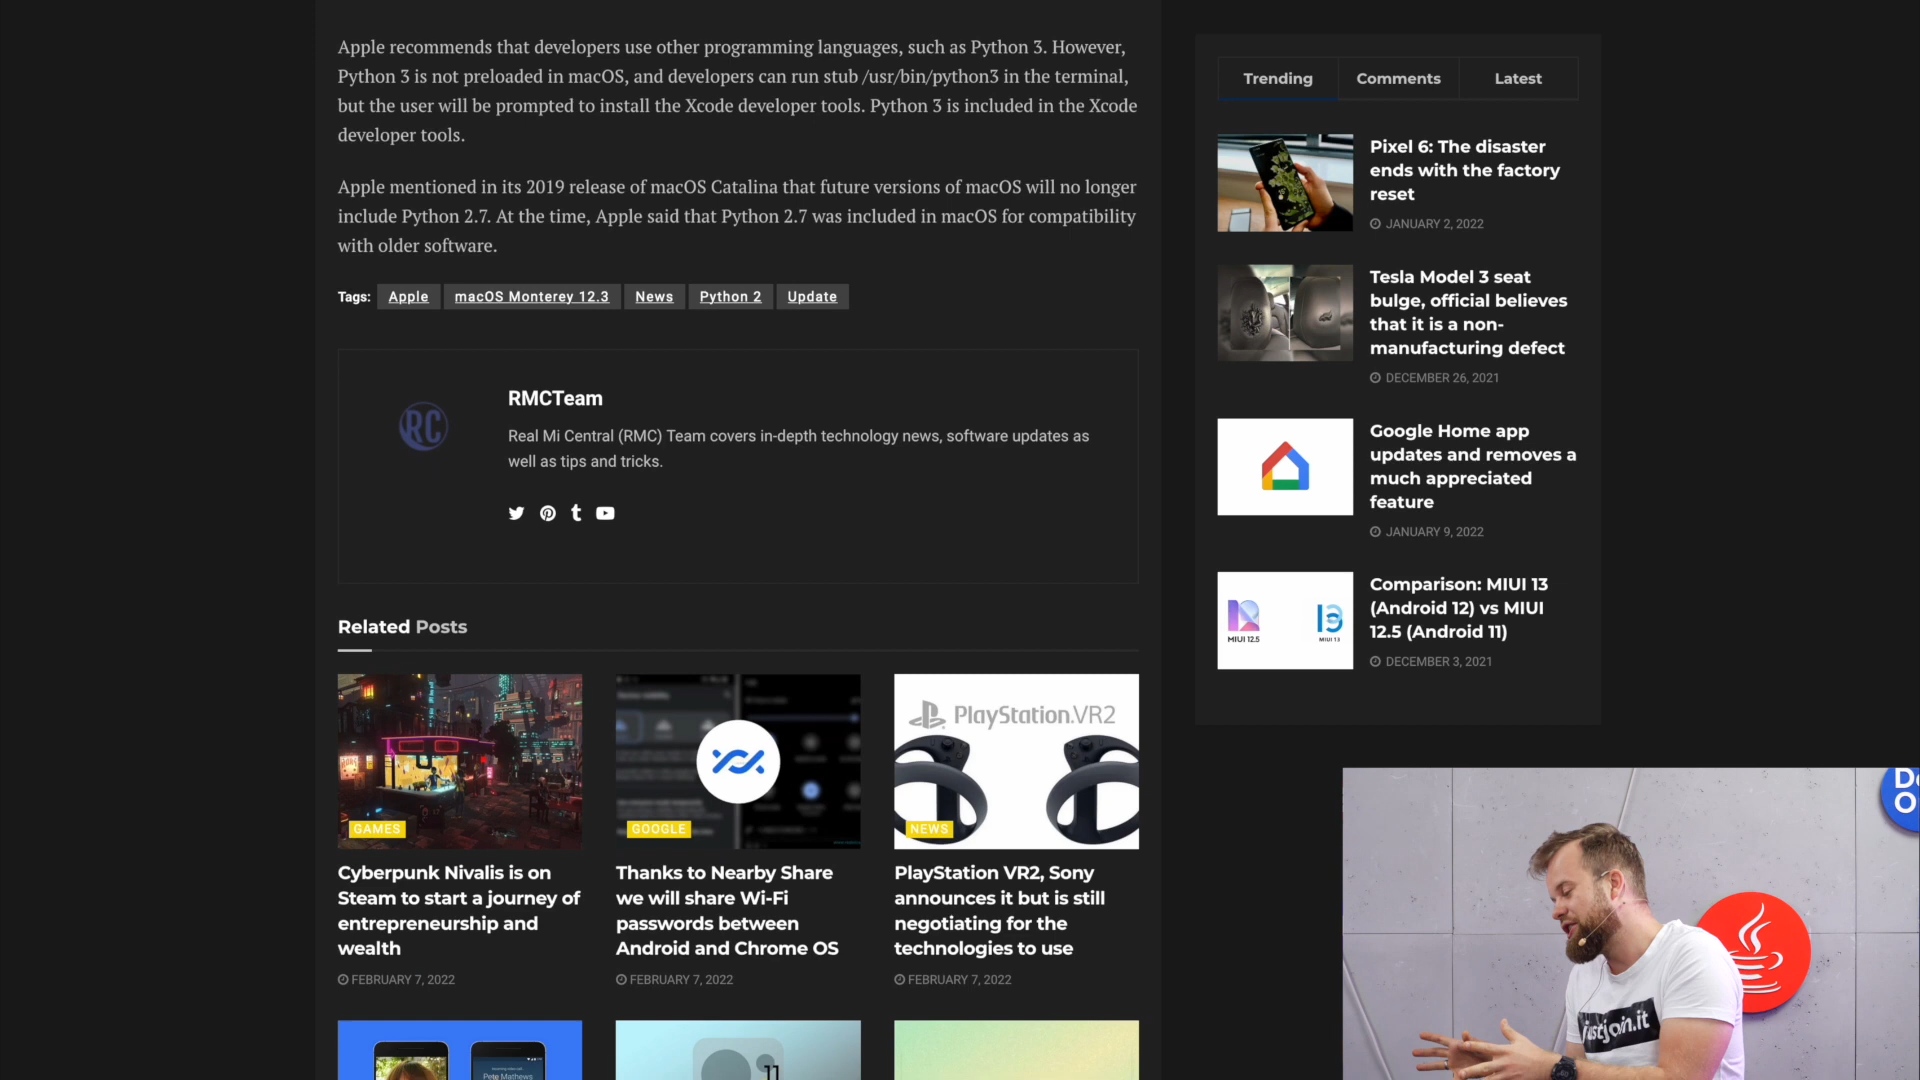 Apple recommends that developers use other programming languages, such as Python 3. However,
Python 3 is not preloaded in macOS, and developers can run stub /usr/bin/python3 in the terminal,
but the user will be prompted to install the Xcode developer tools. Python 3 is included in the Xcode
developer tools.
Apple mentioned in its 2019 release of macOS Catalina that future versions of macOS will no longer
include Python 2.7. At the time, Apple said that Python 2.7 was included in macOS for compatibility
with older software.
Tags: Apple macOS Monterey 12.3 News Python 2 Update
RC
RMCTeam
Real Mi Central (RMC) Team covers in-depth technology news, software updates as
well as tips and tricks.
Related Posts
GAMES
Cyberpunk Nivalis is on
Steam to start a journey of
entrepreneurship and
wealth
FEBRUARY 7, 2022
GOOGLE
Thanks to Nearby Share
we will share Wi-Fi
passwords between
Android and Chrome OS
FEBRUARY 7, 2022
PlayStation.VR2
NEWS
PlayStation VR2, Sony
announces it but is still
negotiating for the
technologies to use
FEBRUARY 7, 2022
Pete Mathews
11
Trending Comments Latest
Pixel 6: The disaster
ends with the factory
reset
JANUARY 2, 2022
Tesla Model 3 seat
bulge, official believes
that it is a non-
manufacturing defect
DECEMBER 26, 2021
Google Home app
updates and removes a
much appreciated
feature
JANUARY 9, 2022
MIUI 12.5
13
MIUI 13
Comparison: MIUI 13
(Android 12) vs MIUI
12.5 (Android 11)
DECEMBER 3, 2021
justjoin.it